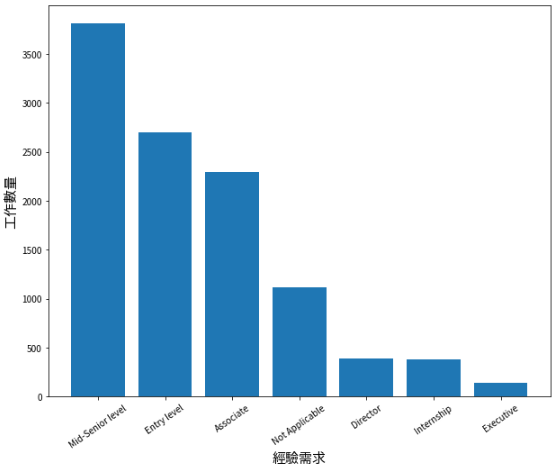 工作數量
3500
3000
2500
2000
1500
1000
500
0
Mid-Senior level
Entry level
Associate
Not Applicable
Director
Internship
Executive
經驗需求